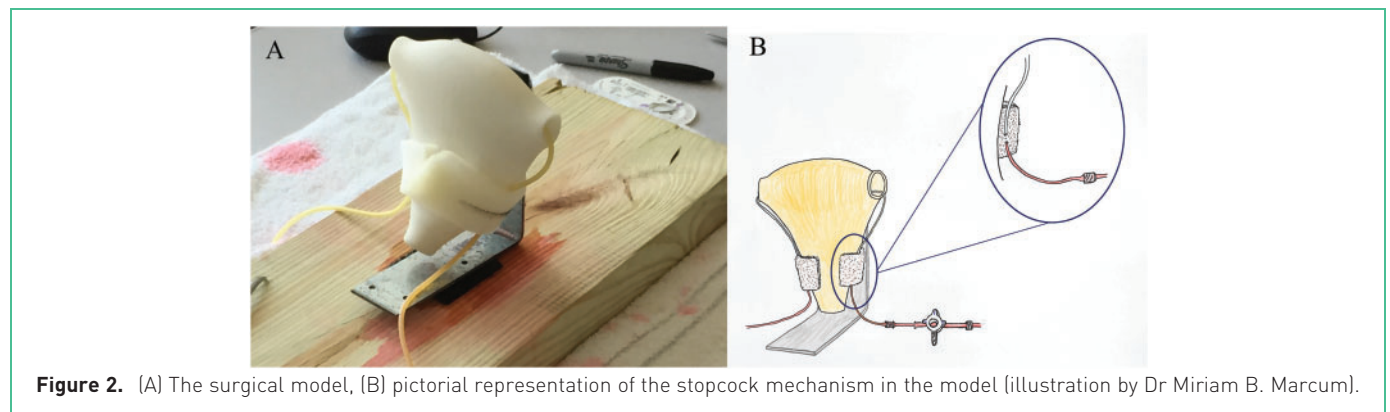 A
Sharpie
B
Figure 2. (A) The surgical model, (B) pictorial representation of the stopcock mechanism in the model (illustration by Dr Miriam B. Marcum).